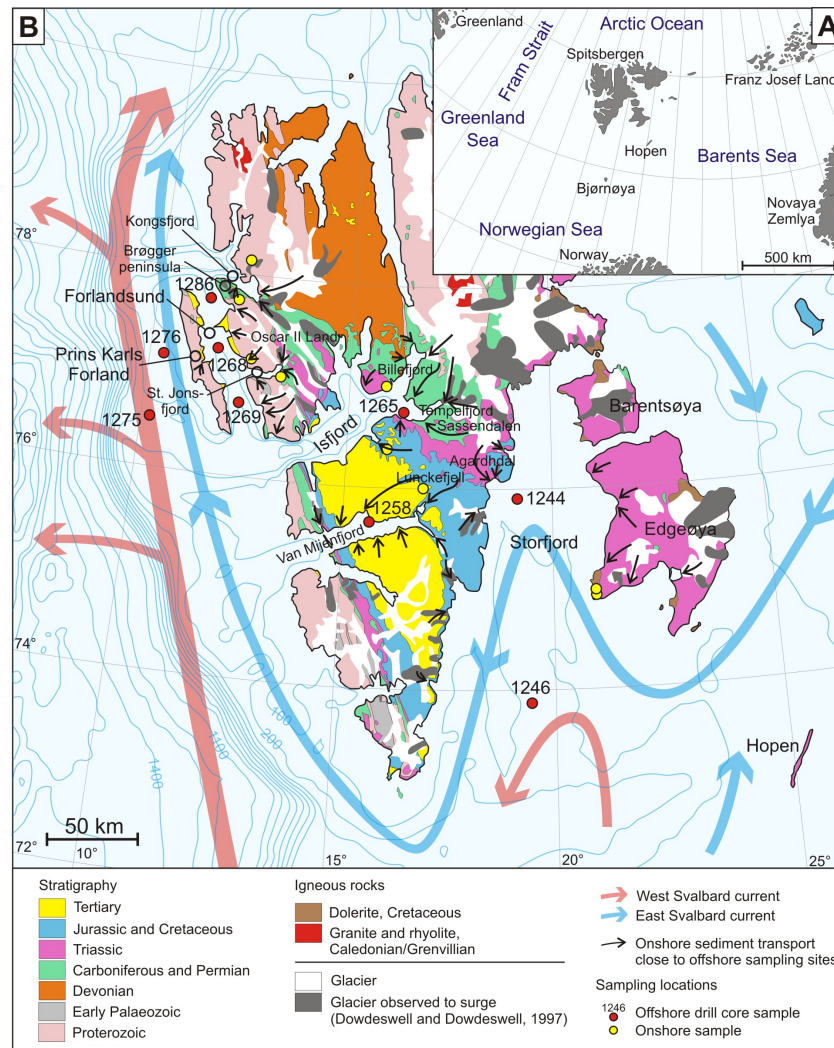 B
A
Greenland
Arctic Ocean
Fram Strait
Spitsbergen
Franz Josef Land
Greenland
Sea
Hopen
Barents Sea
Bjørnøya
Novaya
Zemlya
Norwegian Sea
Norway
500 km
78°
Kongsfjord
Brøgger
peninsula
1286
Forlandsund
1276
Oscar II Land
Prins Karls
Forland
1268
St. Jons-
fjord
Billefjord
1275
1269
1265
Tempelfjord
Sassendalen
Barentsøya
76°
Isfjord
Agardhdal
Lunckefjell
1244
1258
Edgeøya
Storfjord
Van Mijenfjord
74°
1246
100
200
1100
1400
Hopen
50 km
72°
10°
15°
20°
25°
Stratigraphy
Tertiary
Jurassic and Cretaceous
Triassic
Carboniferous and Permian
Devonian
Early Palaeozoic
Proterozoic
Igneous rocks
Dolerite, Cretaceous
Granite and rhyolite,
Caledonian/Grenvillian
Glacier
Glacier observed to surge
(Dowdeswell and Dowdeswell, 1997)
West Svalbard current
East Svalbard current
Onshore sediment transport
close to offshore sampling sites
Sampling locations
1246
Offshore drill core sample
Onshore sample